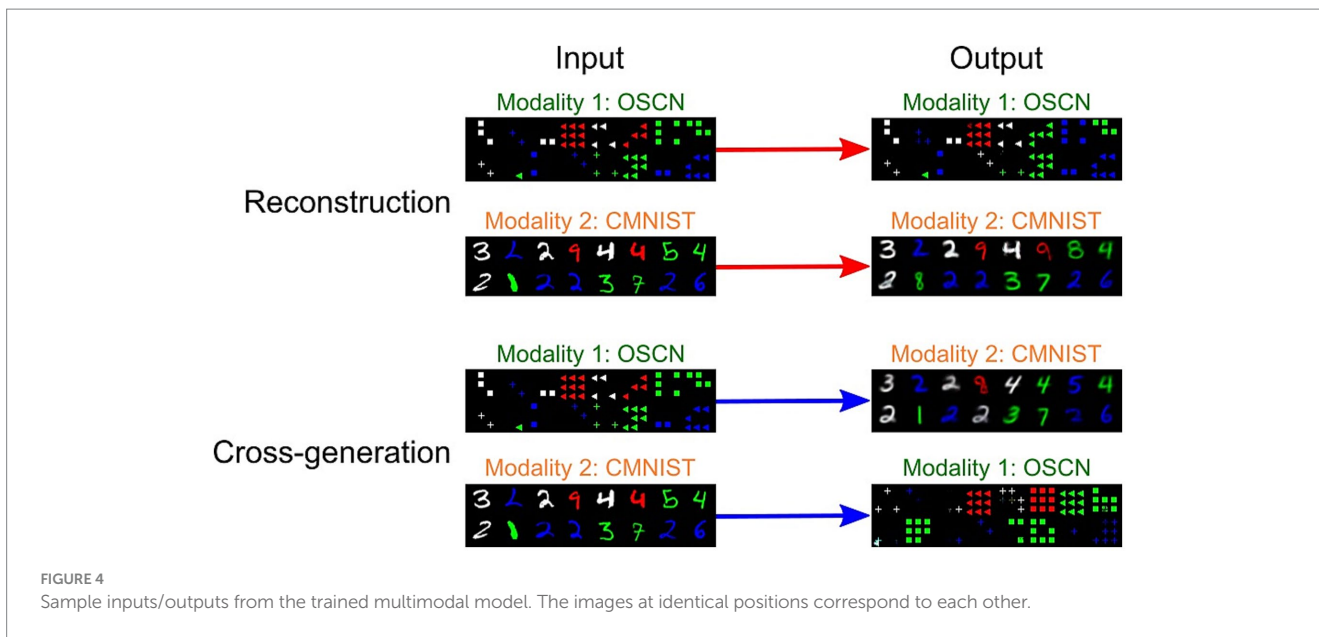 Input Output
Modality 1: OSCN Modality 1: OSCN
Reconstruction
Modality 2: CMNIST Modality 2: CMNIST
3 2 2 9 4 4 5 4 3 2 2 9 4 9 8 4
2 1 2 2 3 7 2 6 2 8 2 2 3 7 2 6
Modality 1: OSCN Modality 2: CMNIST
3 2 2 8 4 4 5 4
2 1 2 2 3 7 2 6
Cross-generation
Modality 2: CMNIST Modality 1: OSCN
3 2 2 9 4 4 5 4
2 1 2 2 3 7 2 6
FIGURE 4
Sample inputs/outputs from the trained multimodal model. The images at identical positions correspond to each other.